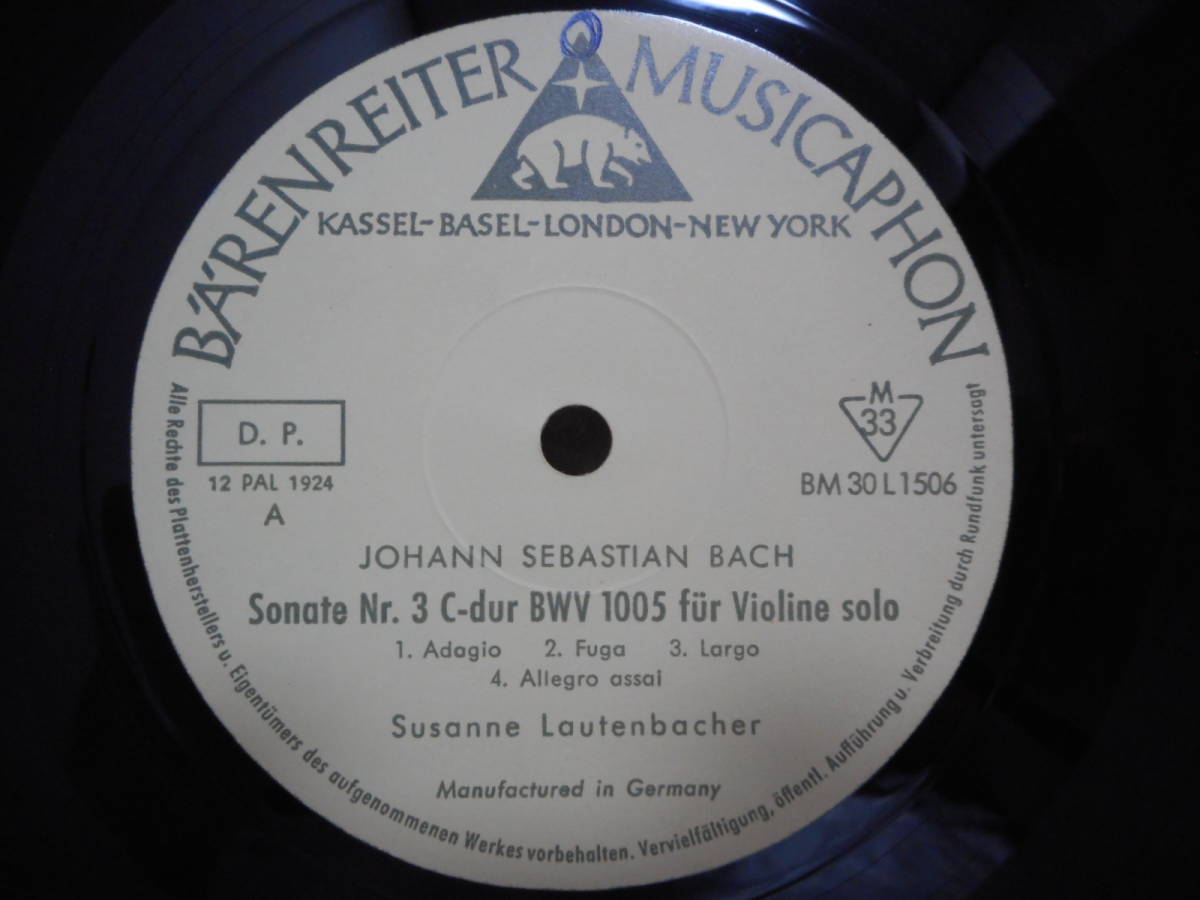 BÄRENREITER MUSICAPHON
KASSEL-BASEL-LONDON-NEW YORK
D. P.
12 PAL 1924
A
M
33
BM 30 L 1506
JOHANN SEBASTIAN BACH
Sonate Nr. 3 C-dur BWV 1005 für Violine solo
1. Adagio 2. Fuga 3. Largo
4. Allegro assai
Susanne Lautenbacher
Manufactured in Germany
Alle Rechte des Plattenherstellers u. Eigentümers des aufgenommenen Werkes vorbehalten. Vervielfältigung, öffentl. Aufführung u. Verbreitung durch Rundfunk untersagt